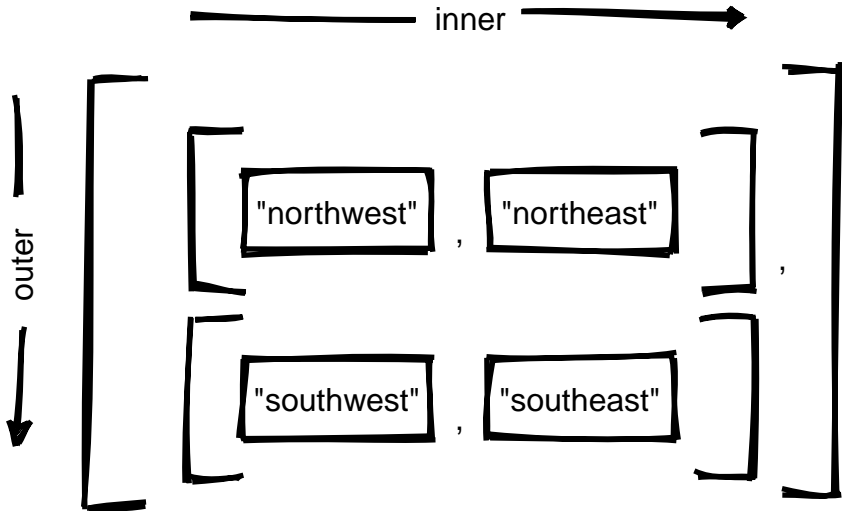 inner
outer
"northwest" , "northeast" ,
"southwest" , "southeast"